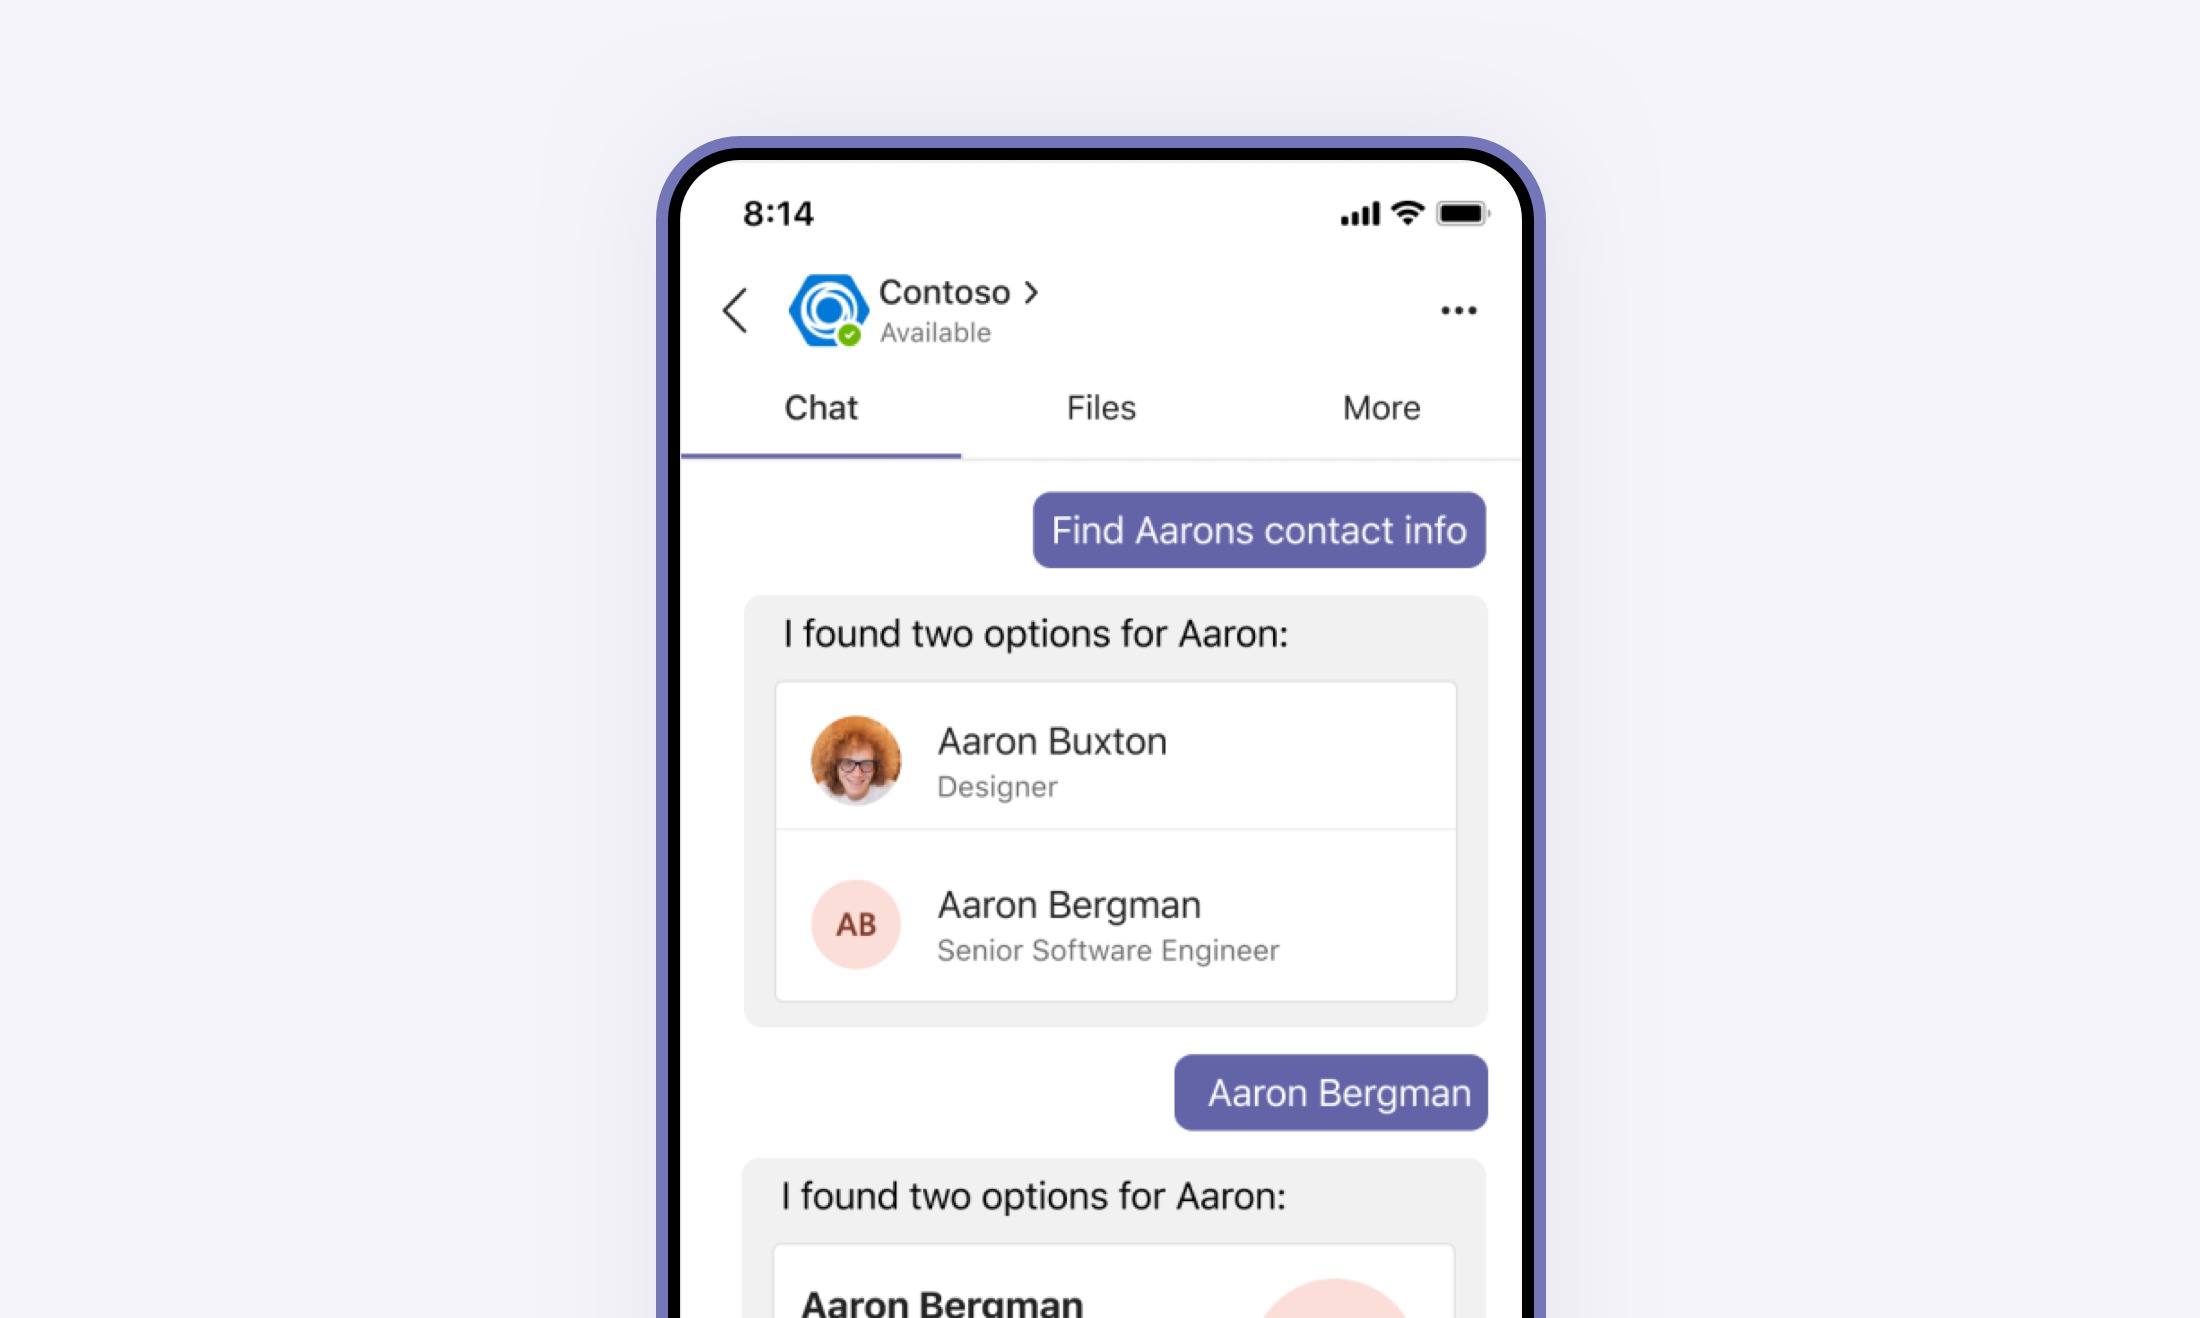 8:14
Contoso
Available
Chat
Files
More
Find Aarons contact info
I found two options for Aaron:
Aaron Buxton
Designer
AB
Aaron Bergman
Senior Software Engineer
Aaron Bergman
I found two options for Aaron:
Aaron Bergman